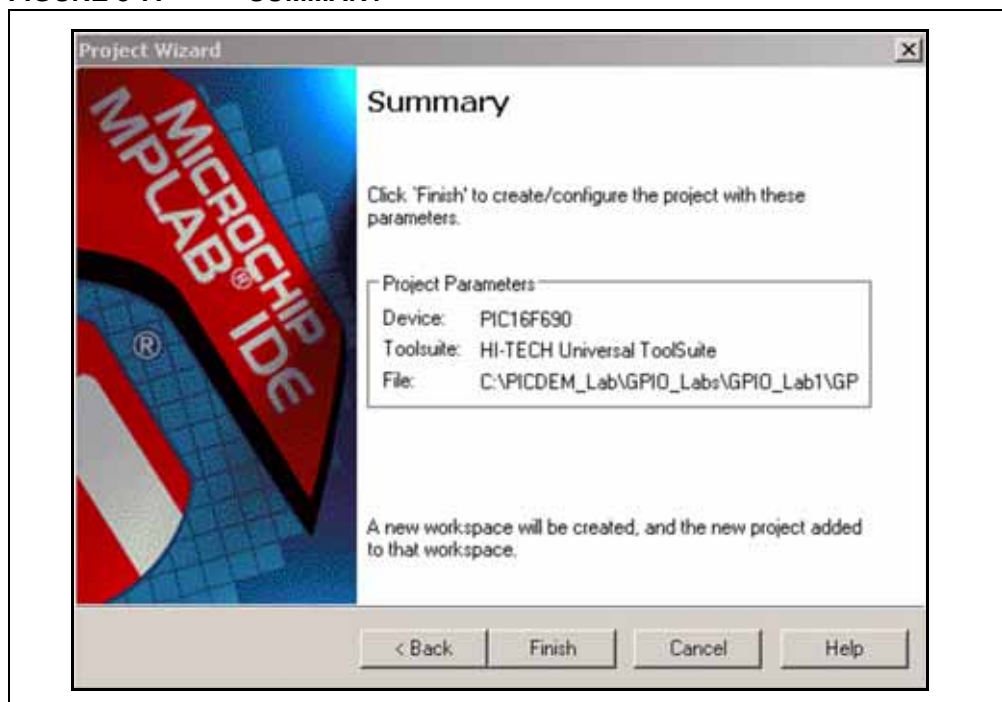 Project Wizard
MICROCHIP
MPLAB® IDE
®
Summary
Click 'Finish' to create/configure the project with these
parameters.
Project Parameters
Device: PIC16F690
Toolsuite: HI-TECH Universal ToolSuite
File: C:\PICDEM_Lab\GPIO_Labs\GPIO_Lab1\GP
A new workspace will be created, and the new project added
to that workspace.
< Back Finish Cancel Help